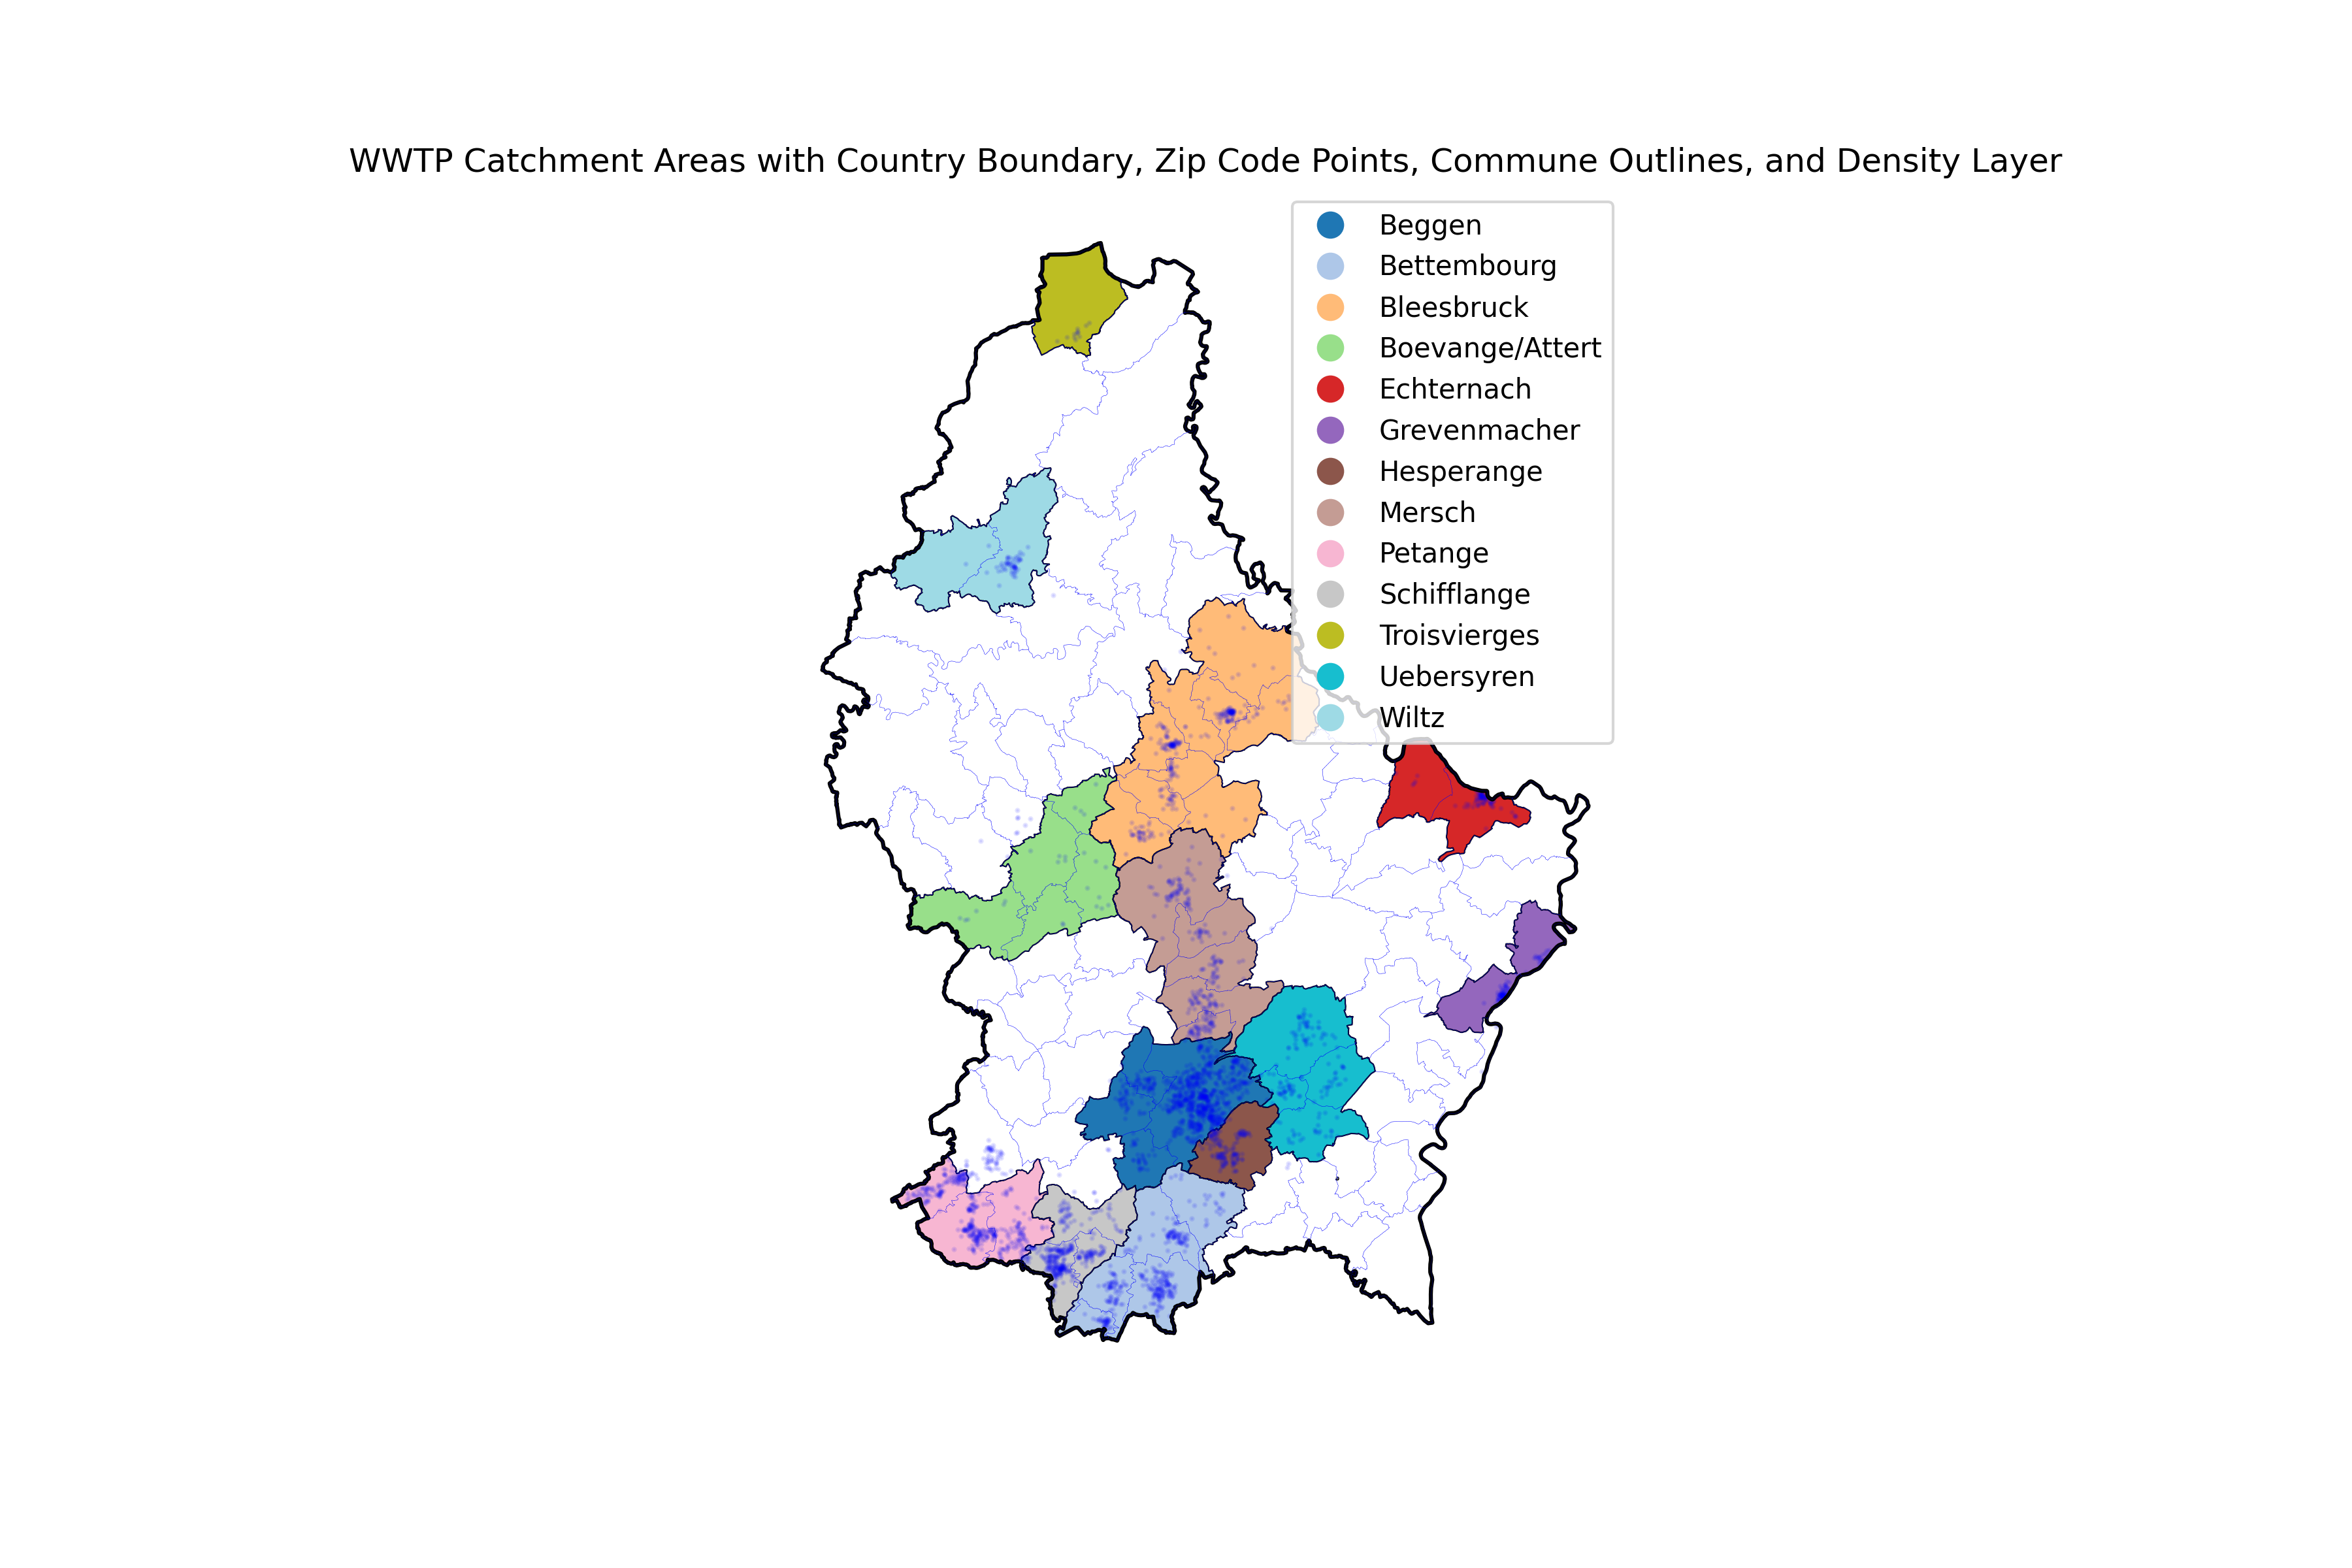 WWTP Catchment Areas with Country Boundary, Zip Code Points, Commune Outlines, and Density Layer
Beggen
Bettembourg
Bleesbruck
Boevange/Attert
Echternach
Grevenmacher
Hesperange
Mersch
Petange
Schifflange
Troisvierges
Uebersyren
Wiltz